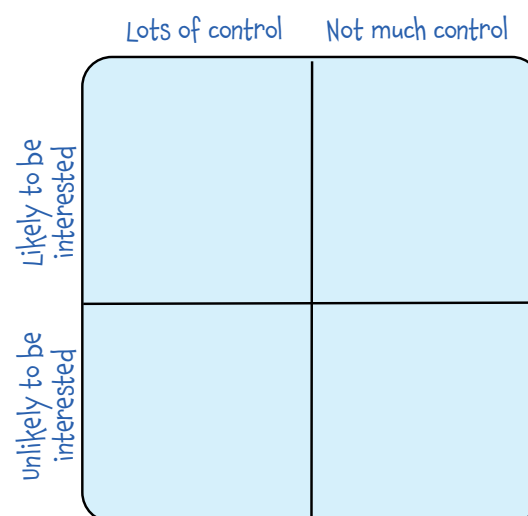 Lots of control
Not much control
Likely to be
interested
Unlikely to be
interested